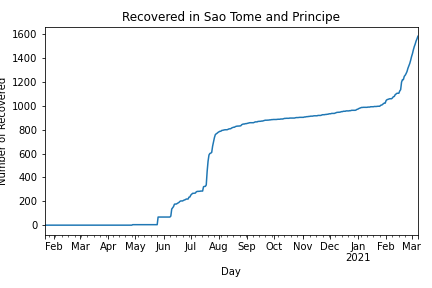 Recovered in Sao Tome and Principe
Number of Recovered
1600
1400
1200
1000
800
600
400
200
0
Feb Mar Apr May Jun Jul Aug Sep Oct Nov Dec Jan Feb Mar
2021
Day